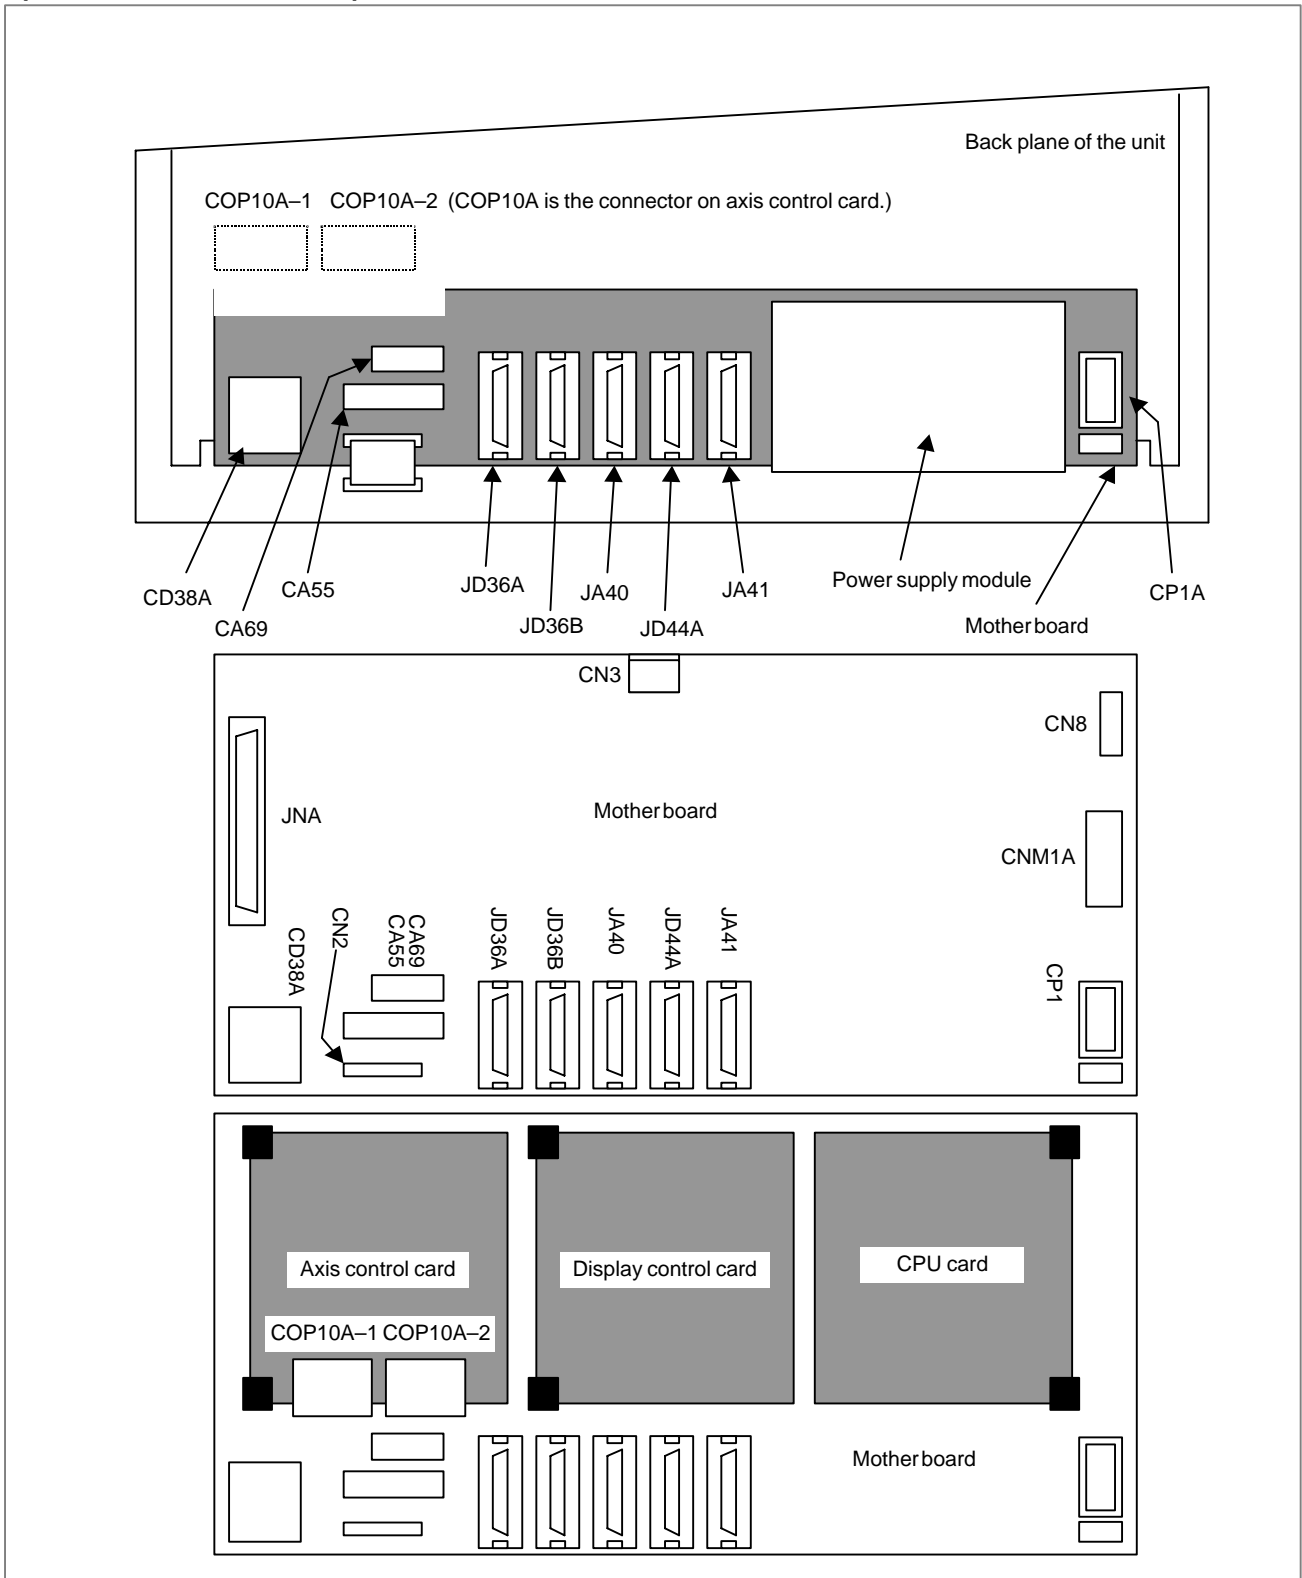 Back plane of the unit
COP10A–1 COP10A–2 (COP10A is the connector on axis control card.)
CD38A
CA69
CA55
JD36A
JD36B
JA40
JD44A
JA41
Power supply module
Mother board
CP1A
CN3
CN8
JNA
Mother board
CNM1A
CD38A
CN2
CA55
CA69
JD36A
JD36B
JA40
JD44A
JA41
CP1
Axis control card
Display control card
CPU card
COP10A–1 COP10A–2
Mother board